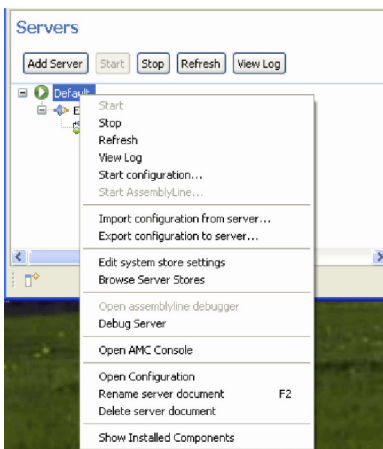 Servers
Add Server Start Stop Refresh View Log
Default
E
Start
Stop
Refresh
View Log
Start configuration...
Start AssemblyLine...
Import configuration from server...
Export configuration to server...
Edit system store settings
Browse Server Stores
Open assemblyline debugger
Debug Server
Open AMC Console
Open Configuration
Rename server document F2
Delete server document
Show Installed Components